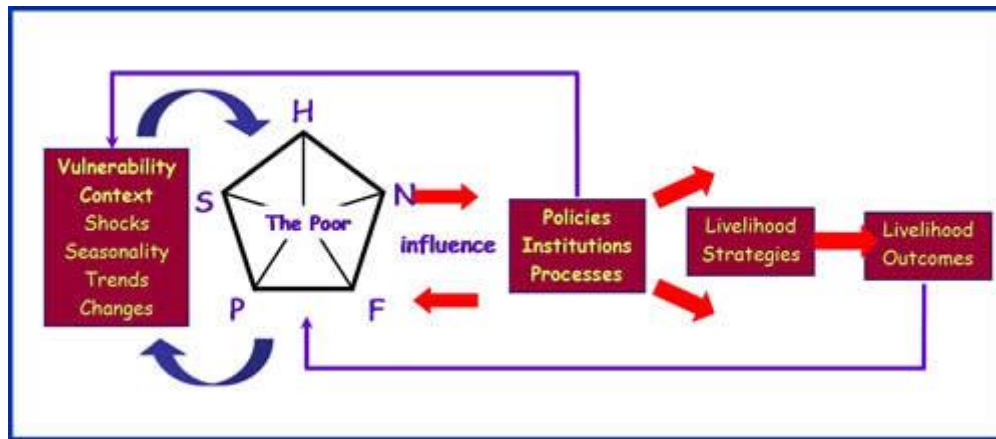 Vulnerability
Context
Shocks
Seasonality
Trends
Changes
H
S
N
The Poor
P
F
influence
Policies
Institutions
Processes
Livelihood
Strategies
Livelihood
Outcomes